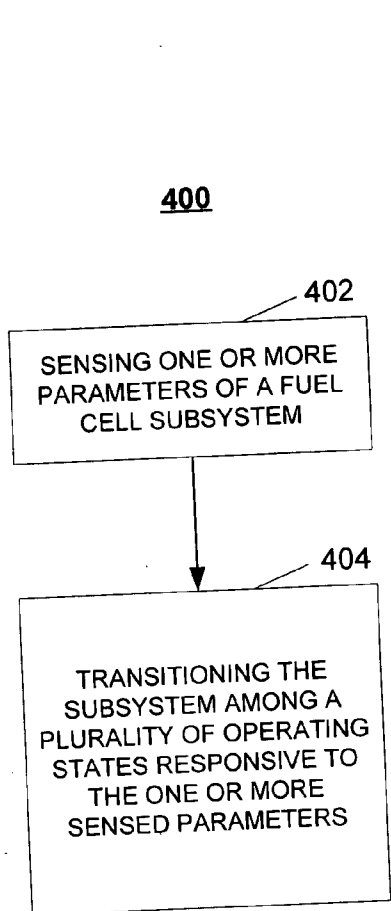 400
402
SENSING ONE OR MORE
PARAMETERS OF A FUEL
CELL SUBSYSTEM
404
TRANSITIONING THE
SUBSYSTEM AMONG A
PLURALITY OF OPERATING
STATES RESPONSIVE TO
THE ONE OR MORE
SENSED PARAMETERS